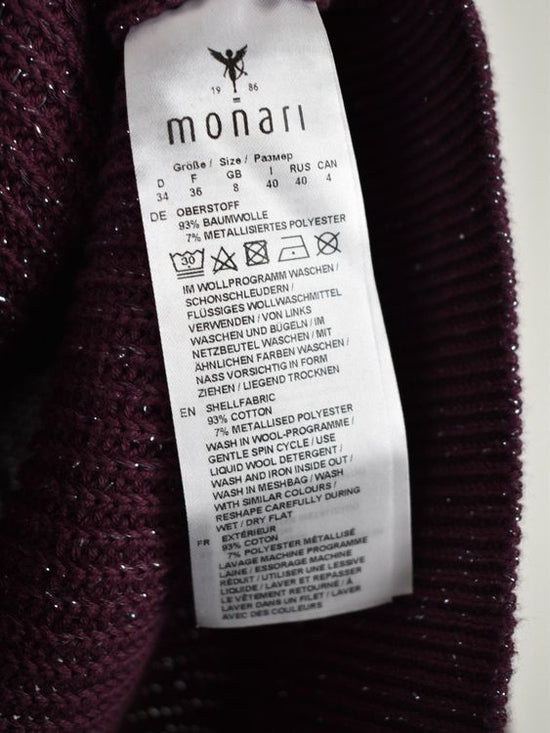 19 86
monari
Größe / Size / Размер
D F GB I RUS CAN
34 36 8 40 40 4
DE OBERSTOFF
93% BAUMWOLLE
7% METALLISIERTES POLYESTER
30
IM WOLLPROGRAMM WASCHEN /
SCHONSCHLEUDERN /
FLÜSSIGES WOLLWASCHMITTEL
VERWENDEN / VON LINKS
WASCHEN UND BÜGELN / IM
NETZBEUTEL WASCHEN / MIT
ÄHNLICHEN FARBEN WASCHEN /
NASS VORSICHTIG IN FORM
ZIEHEN / LIEGEND TROCKNEN
EN SHELLFABRIC
93% COTTON
7% METALLISED POLYESTER
WASH IN WOOL-PROGRAMME /
GENTLE SPIN CYCLE / USE
LIQUID WOOL DETERGENT /
WASH AND IRON INSIDE OUT /
WASH IN MESHBAG / WASH
WITH SIMILAR COLOURS /
RESHAPE CAREFULLY DURING
WET / DRY FLAT
FR EXTÉRIEUR
93% COTON
7% POLYESTER MÉTALLISÉ
LAVAGE MACHINE PROGRAMME
LAINE / ESSORAGE MACHINE
RÉDUIT / UTILISER UNE LESSIVE
LIQUIDE / LAVER ET REPASSER
LE VÊTEMENT RETOURNE / À
LAVER DANS UN FILET / LAVER
AVEC DES COULEURS